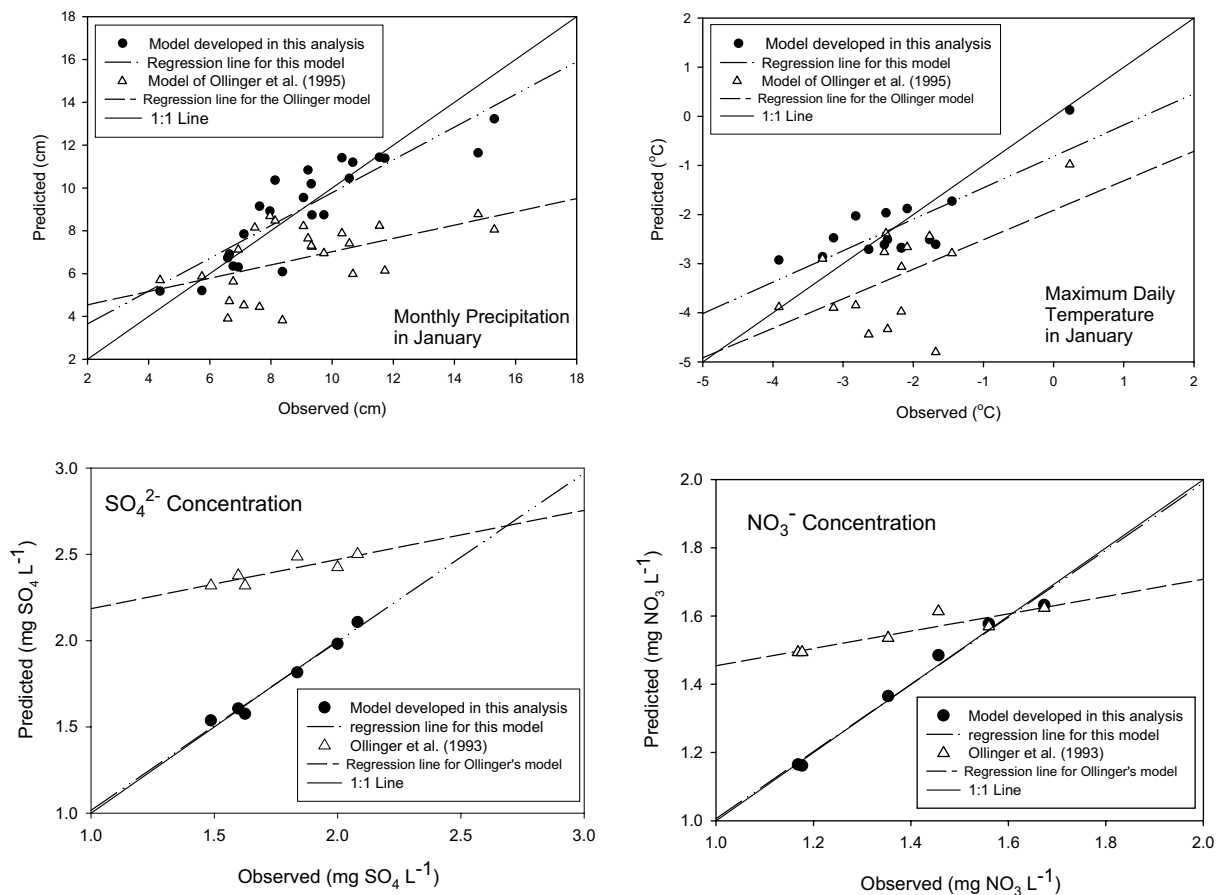 18
16
14
12
10
8
6
4
2
Predicted (cm)
Model developed in this analysis
Regression line for this model
Model of Ollinger et al. (1995)
Regression line for the Ollinger model
1:1 Line
Monthly Precipitation
in January
2 4 6 8 10 12 14 16 18
Observed (cm)
2
1
0
-1
-2
-3
-4
-5
Predicted (°C)
Model developed in this analysis
Regression line for this model
Model of Ollinger et al. (1995)
Regression line for the Ollinger model
1:1 Line
Maximum Daily
Temperature
in January
-5 -4 -3 -2 -1 0 1 2
Observed (°C)
3.0
2.5
2.0
1.5
1.0
Predicted (mg SO₄ L⁻¹)
SO₄²⁻ Concentration
Model developed in this analysis
regression line for this model
Ollinger et al. (1993)
Regression line for Ollinger's model
1:1 Line
1.0 1.5 2.0 2.5 3.0
Observed (mg SO₄ L⁻¹)
2.0
1.8
1.6
1.4
1.2
1.0
Predicted (mg NO₃ L⁻¹)
NO₃⁻ Concentration
Model developed in this analysis
regression line for this model
Ollinger et al. (1993)
Regression line for Ollinger's model
1:1 Line
1.0 1.2 1.4 1.6 1.8 2.0
Observed (mg NO₃ L⁻¹)